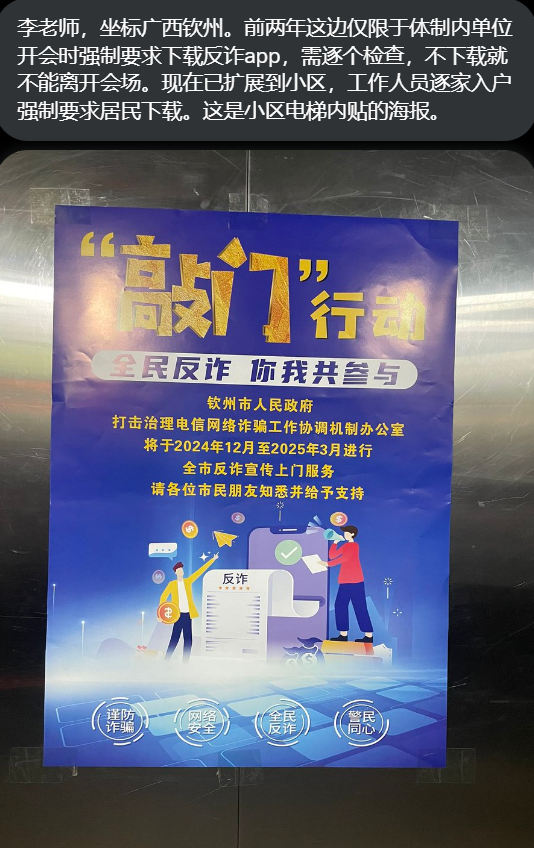 李老师，坐标广西钦州。前两年这边仅限于体制内单位
开会时强制要求下载反诈app，需逐个检查，不下载就
不能离开会场。现在已扩展到小区，工作人员逐家入户
强制要求居民下载。这是小区电梯内贴的海报。
“敲门”行动
全民反诈 你我共参与
钦州市人民政府
打击治理电信网络诈骗工作协调机制办公室
将于2024年12月至2025年3月进行
全市反诈宣传上门服务
请各位市民朋友知悉并给予支持
反诈
谨防
诈骗
网络
安全
全民
反诈
警民
同心